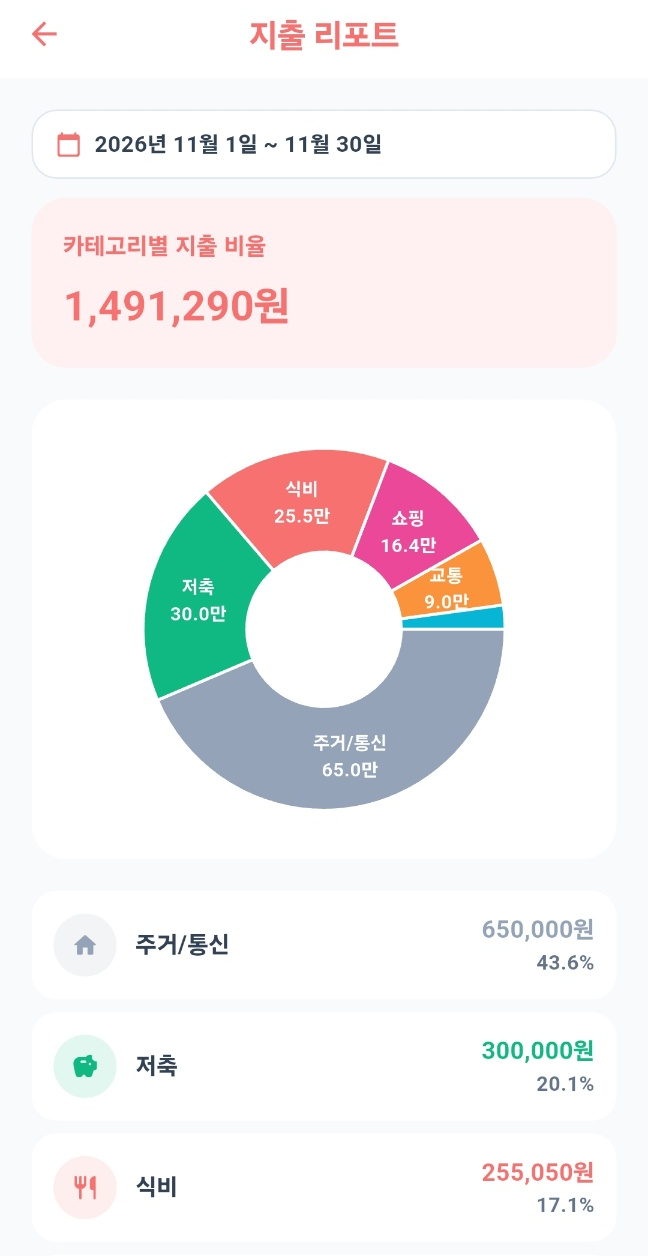 지출 리포트
2026년 11월 1일 ~ 11월 30일
카테고리별 지출 비율
1,491,290원
식비
25.5만
쇼핑
16.4만
교통
9.0만
저축
30.0만
주거/통신
65.0만
주거/통신
650,000원
43.6%
저축
300,000원
20.1%
식비
255,050원
17.1%